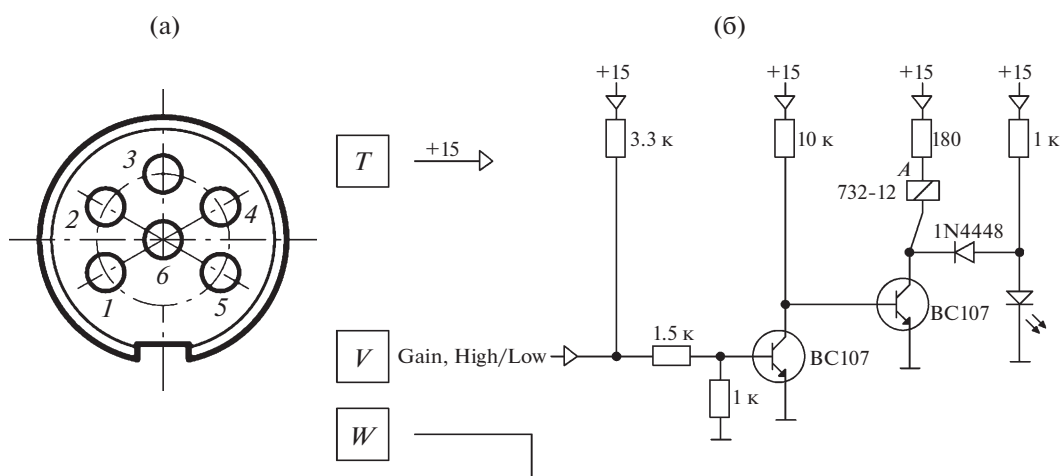 (а)
(б)
+15
+15
+15
+15
3.3 к
10 к
180
1 к
T
+15
A
732-12
3
2
4
6
1
5
1N4448
BC107
V
Gain, High/Low
1.5 к
BC107
1 к
W